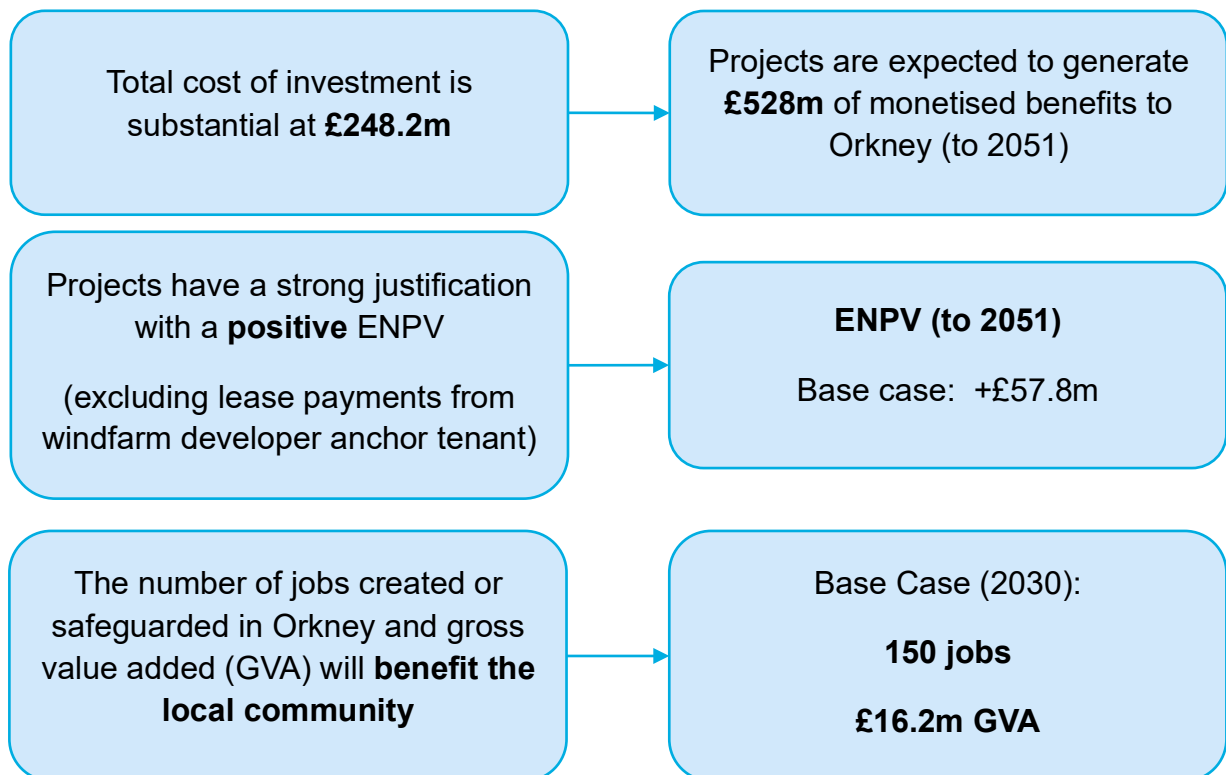 Total cost of investment is
substantial at £248.2m
Projects are expected to generate
£528m of monetised benefits to
Orkney (to 2051)
Projects have a strong justification
with a positive ENPV
(excluding lease payments from
windfarm developer anchor tenant)
ENPV (to 2051)
Base case: +£57.8m
The number of jobs created or
safeguarded in Orkney and gross
value added (GVA) will benefit the
local community
Base Case (2030):
150 jobs
£16.2m GVA